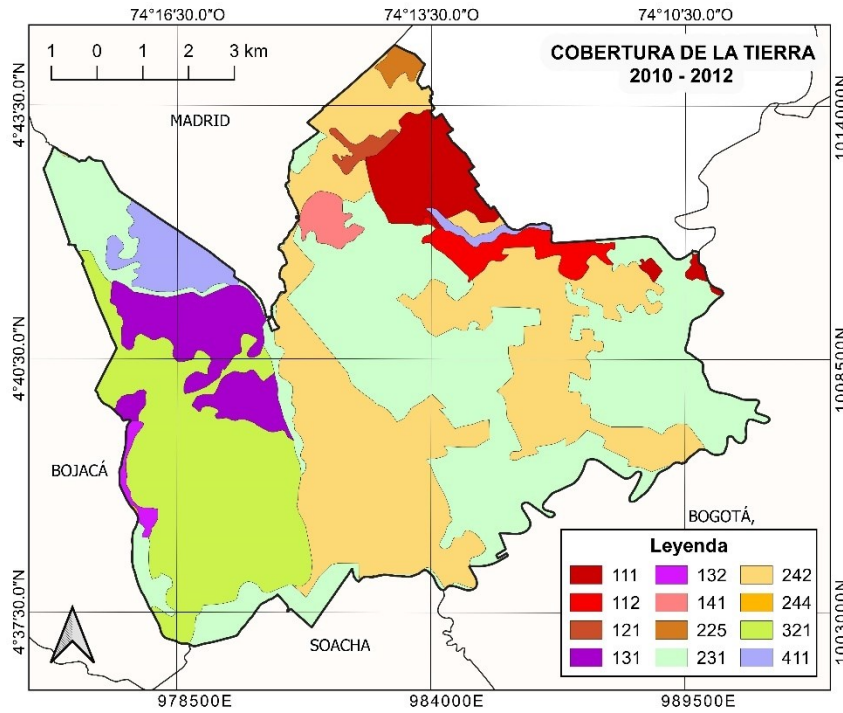 74°16'30.0"O 74°13'30.0"O 74°10'30.0"O
1 0 1 2 3 km
COBERTURA DE LA TIERRA
2010 - 2012
4°43'30.0"N
1014000N
MADRID
4°40'30.0"N
1008500N
BOJACÁ
BOGOTÁ,
Leyenda
111 132 242
112 141 244
121 225 321
131 231 411
4°37'30.0"N
1003000N
SOACHA
978500E 984000E 989500E